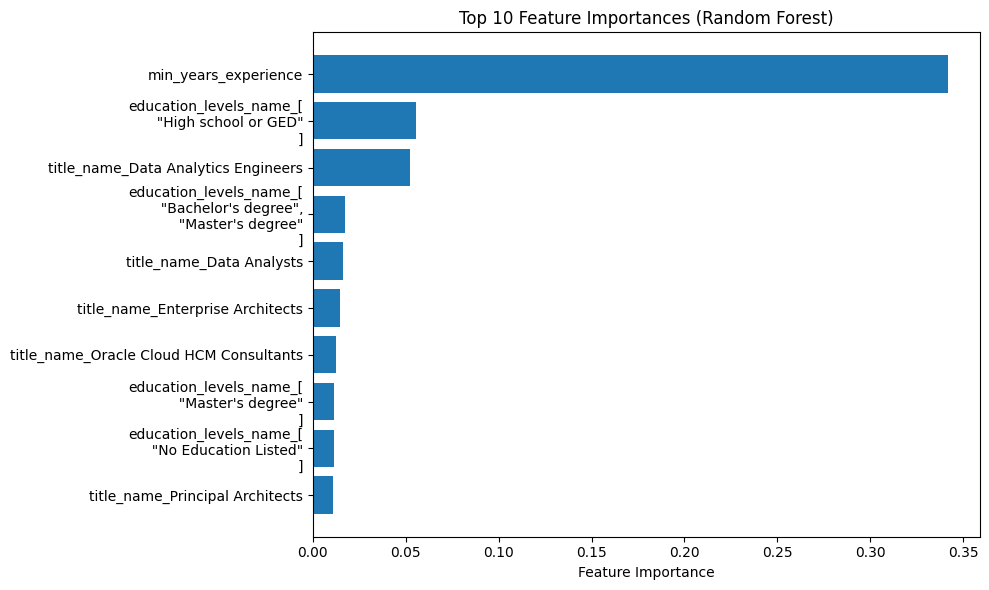 Top 10 Feature Importances (Random Forest)
min_years_experience
education_levels_name_[
"High school or GED"
]
title_name_Data Analytics Engineers
education_levels_name_[
"Bachelor's degree",
"Master's degree"
]
title_name_Data Analysts
title_name_Enterprise Architects
title_name_Oracle Cloud HCM Consultants
education_levels_name_[
"Master's degree"
]
education_levels_name_[
"No Education Listed"
]
title_name_Principal Architects
0.00 0.05 0.10 0.15 0.20 0.25 0.30 0.35
Feature Importance